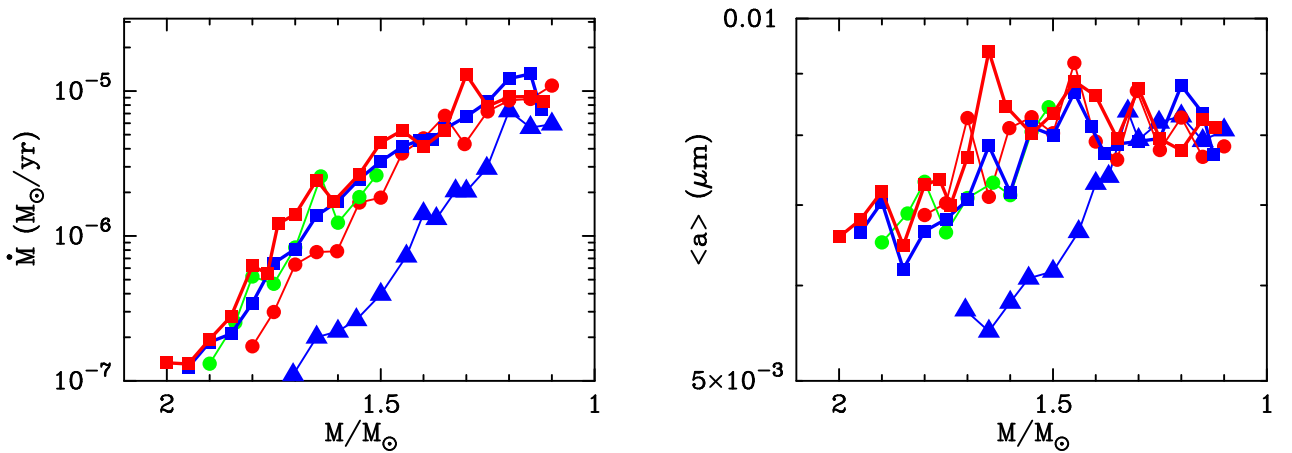 10⁻⁵
10⁻⁶
10⁻⁷
Ṁ (M⊙/yr)
2 1.5 1
M/M⊙
0.01
5×10⁻³
<a> (μm)
2 1.5 1
M/M⊙